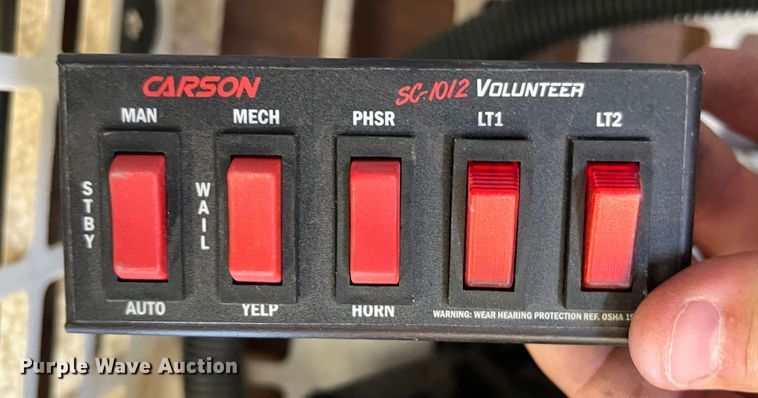 CARSON
SC-1012 VOLUNTEER
MAN MECH PHSR LT1 LT2
STBY WAIL
AUTO YELP HORN
WARNING: WEAR HEARING PROTECTION REF. OSHA
Purple Wave Auction